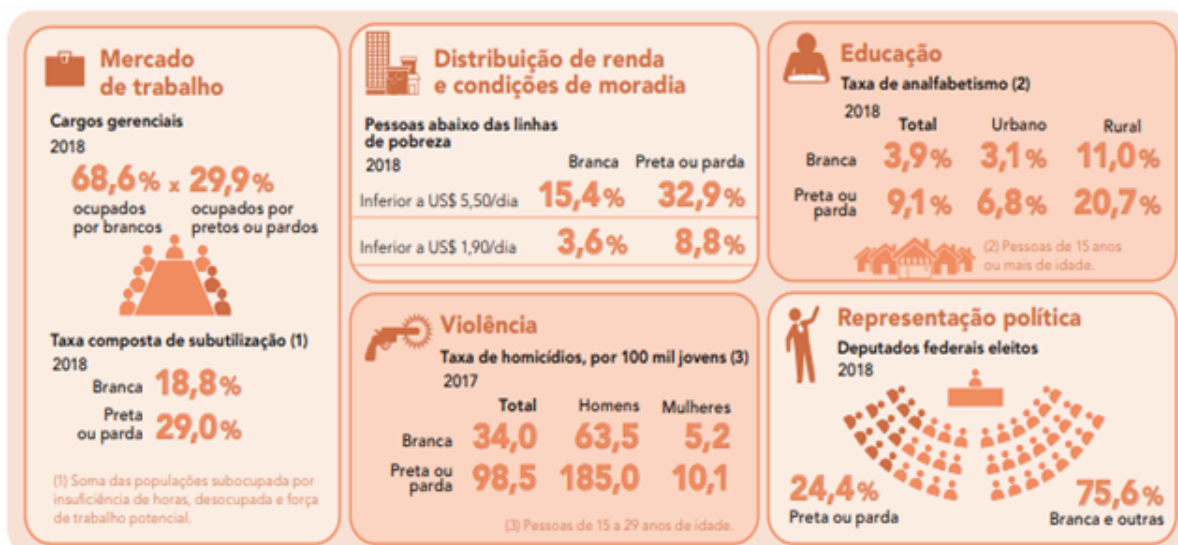 Mercado
de trabalho
Cargos gerenciais
2018
68,6% x 29,9%
ocupados por brancos
ocupados por pretos ou pardos
Taxa composta de subutilização (1)
2018
Branca 18,8%
Preta ou parda 29,0%
(1) Soma das populações subocupada por
insuficiência de horas, desocupada e força
de trabalho potencial.
Distribuição de renda
e condições de moradia
Pessoas abaixo das linhas
de pobreza
2018
Branca Preta ou parda
Inferior a US$ 5,50/dia 15,4% 32,9%
Inferior a US$ 1,90/dia 3,6% 8,8%
Violência
Taxa de homicídios, por 100 mil jovens (3)
2017
Total Homens Mulheres
Branca 34,0 63,5 5,2
Preta ou parda 98,5 185,0 10,1
(3) Pessoas de 15 a 29 anos de idade.
Educação
Taxa de analfabetismo (2)
2018
Total Urbano Rural
Branca 3,9% 3,1% 11,0%
Preta ou parda 9,1% 6,8% 20,7%
(2) Pessoas de 15 anos
ou mais de idade.
Representação política
Deputados federais eleitos
2018
24,4%
Preta ou parda
75,6%
Branca e outras